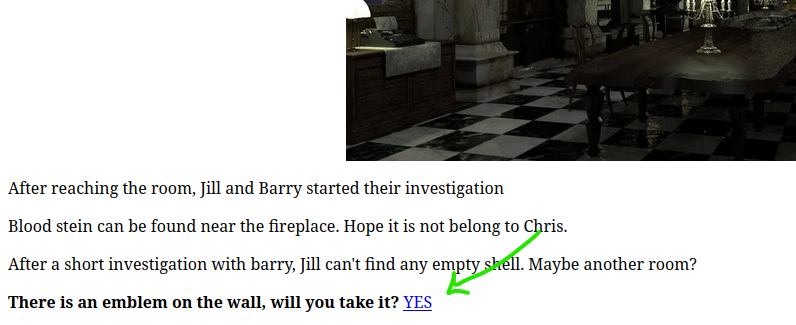 After reaching the room, Jill and Barry started their investigation
Blood stein can be found near the fireplace. Hope it is not belong to Chris.
After a short investigation with barry, Jill can't find any empty shell. Maybe another room?
There is an emblem on the wall, will you take it? YES